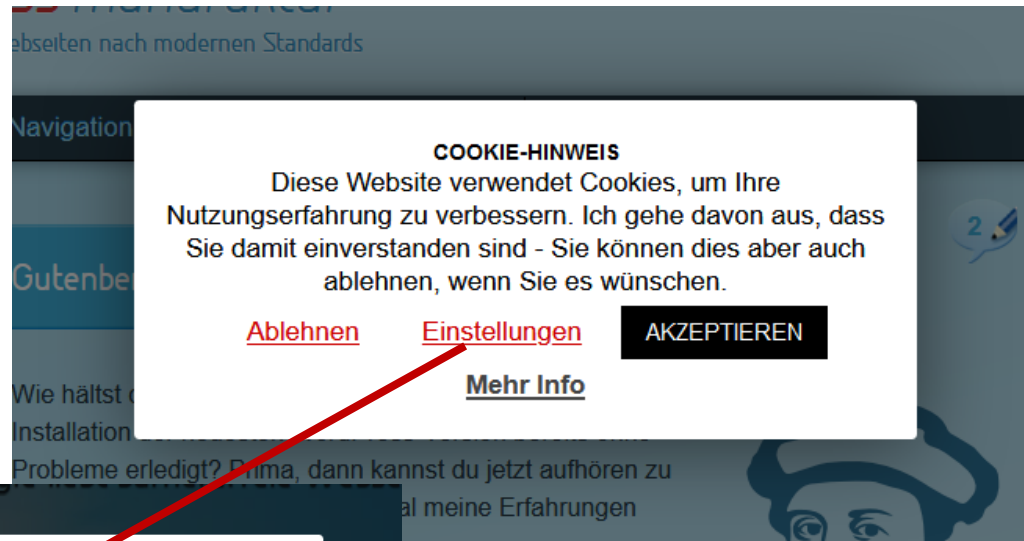 ebseiten nach modernen Standards
Navigation
COOKIE-HINWEIS
Diese Website verwendet Cookies, um Ihre
Nutzungserfahrung zu verbessern. Ich gehe davon aus, dass
Sie damit einverstanden sind - Sie können dies aber auch
ablehnen, wenn Sie es wünschen.
2
Gutenbe
Ablehnen Einstellungen AKZEPTIEREN
Mehr Info
Wie hältst
Installation
Probleme erledigt? Prima, dann kannst du jetzt aufhören zu
al meine Erfahrungen